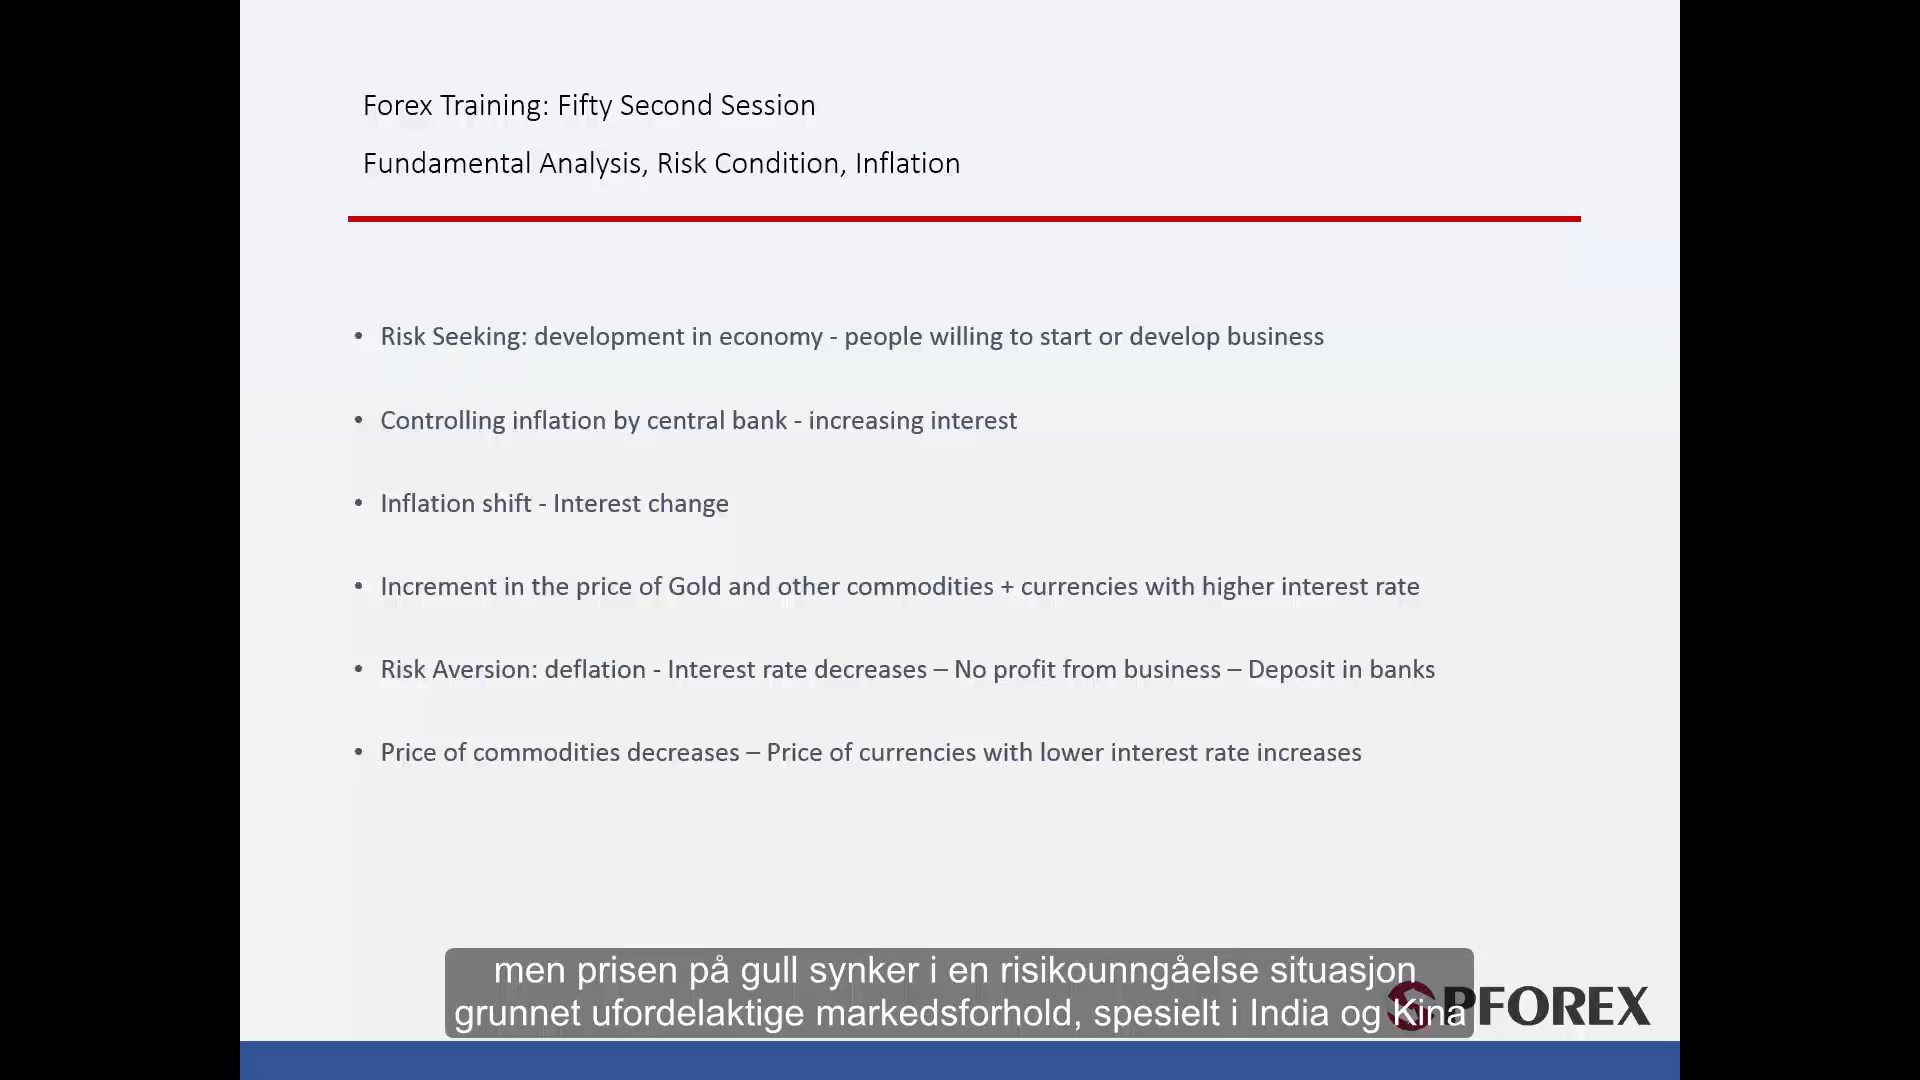 Forex Training: Fifty Second Session
Fundamental Analysis, Risk Condition, Inflation
• Risk Seeking: development in economy - people willing to start or develop business
• Controlling inflation by central bank - increasing interest
• Inflation shift - Interest change
• Increment in the price of Gold and other commodities + currencies with higher interest rate
• Risk Aversion: deflation - Interest rate decreases – No profit from business – Deposit in banks
• Price of commodities decreases – Price of currencies with lower interest rate increases
men prisen på gull synker i en risikounngåelse situasjon
grunnet ufordelaktige markedsforhold, spesielt i India og Kina
PFOREX